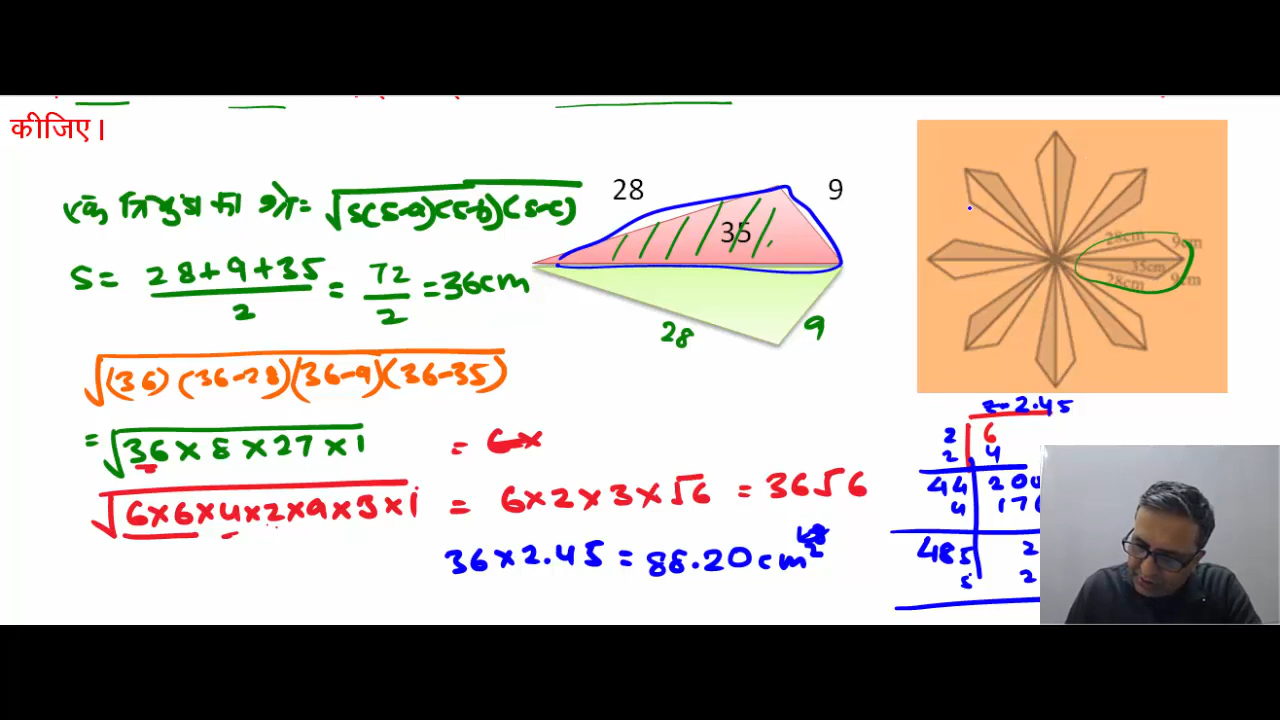 कीजिए।
एक त्रिभुज का क्षे० = √s(s-a)(s-b)(s-c)
S = 28+9+35/2 = 72/2 = 36cm
√(36)(36-28)(36-9)(36-35)
= √36×8×27×1 = 6×
√6×6×4×2×9×3×1 = 6×2×3×√6 = 36√6
36×2.45 = 88.20cm²
28
9
35
28
9
28cm
9cm
35cm
28cm
9cm
2.45
2 6
2 4
44
4
485
5